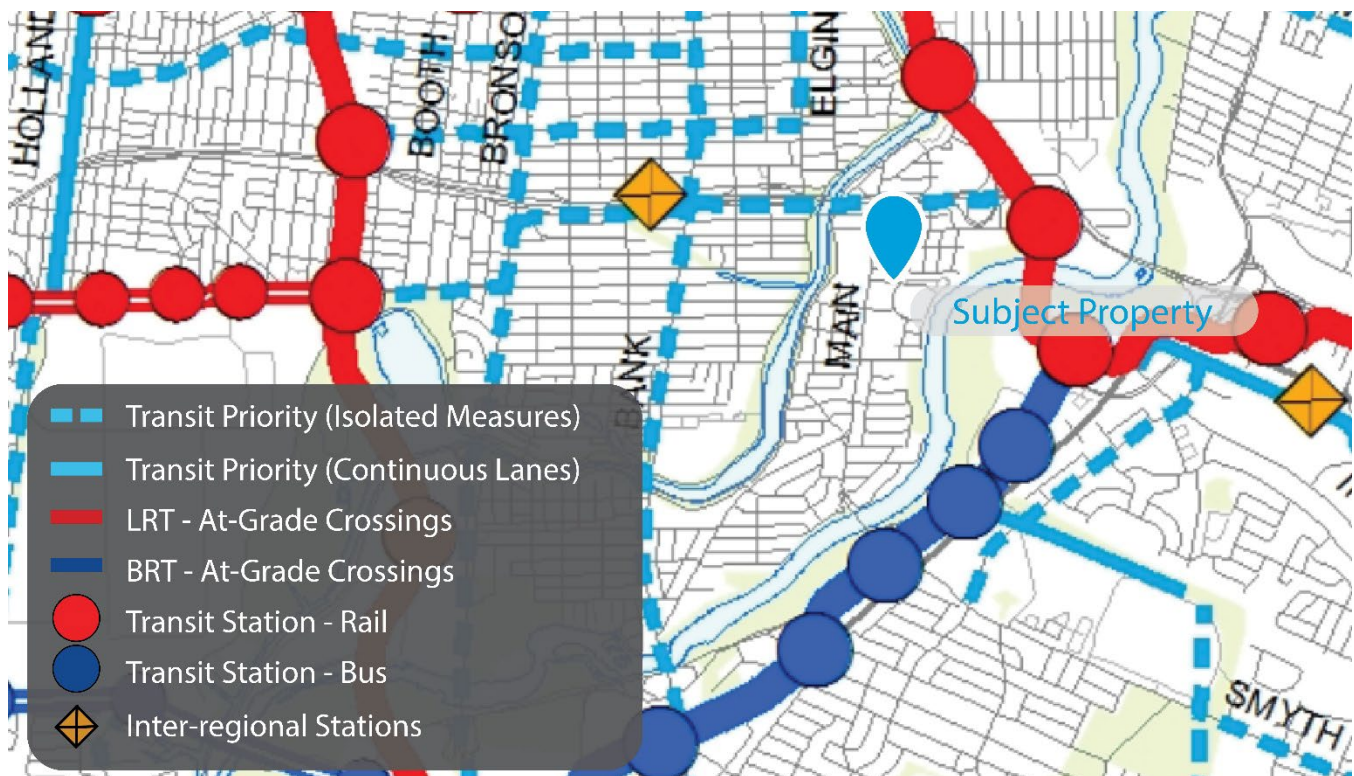 HOLLAND
BOOTH
BRONSO
ELGIN
MAIN
Subject Property
BANK
Transit Priority (Isolated Measures)
Transit Priority (Continuous Lanes)
LRT - At-Grade Crossings
BRT - At-Grade Crossings
Transit Station - Rail
Transit Station - Bus
Inter-regional Stations
SMYTH